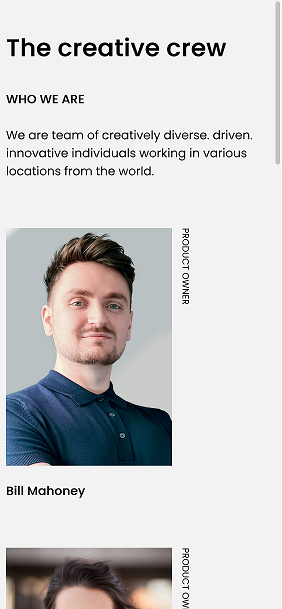 The creative crew
WHO WE ARE
We are team of creatively diverse. driven.
innovative individuals working in various
locations from the world.
PRODUCT OWNER
Bill Mahoney
PRODUCT OW